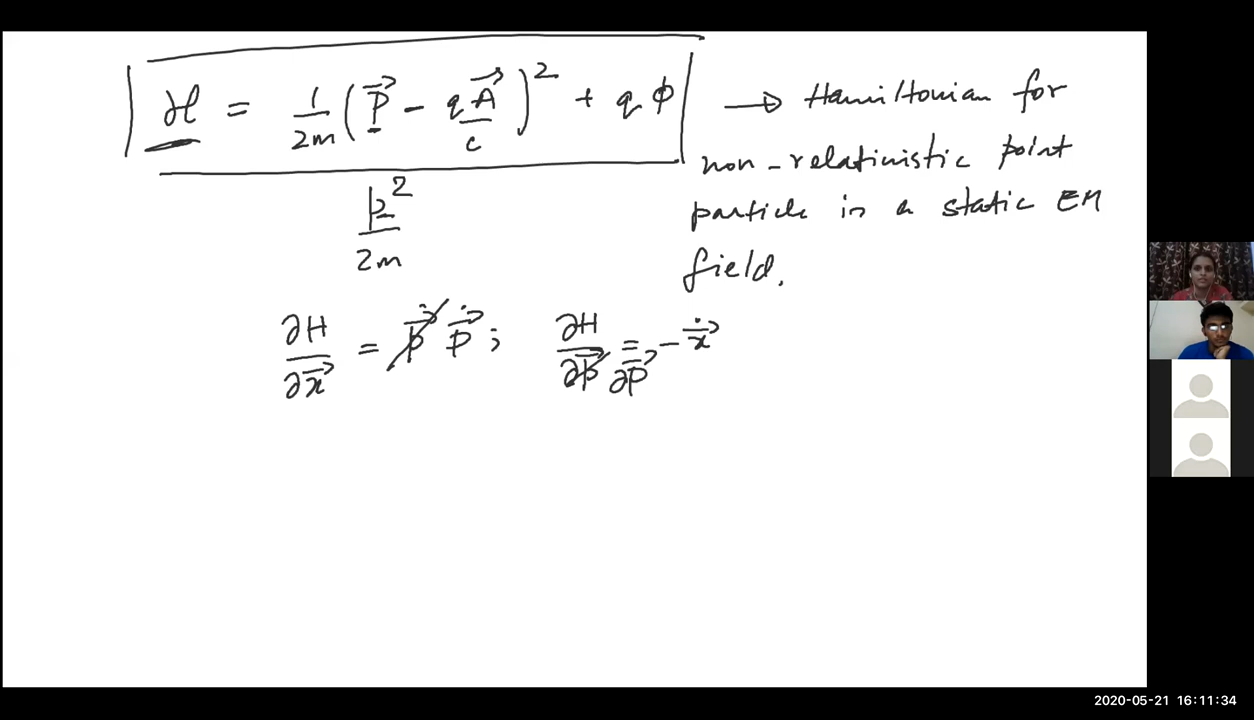 ℋ = 1/2m (P⃗ - qA⃗/c)² + qϕ → Hamiltonian for
non-relativistic point
particle in a static EM
field.
p²/2m
∂H/∂x⃗ = Ṗ⃗ ; ∂H/∂P⃗ = -ẋ⃗
2020-05-21 16:11:34